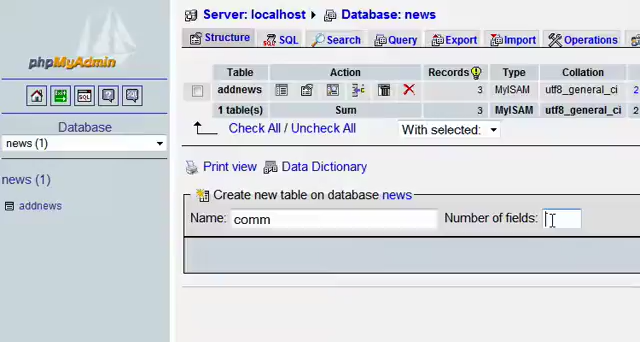 phpMyAdmin
Database
news (1)
news (1)
addnews
Server: localhost Database: news
Structure SQL Search Query Export Import Operations
Table Action Records Type Collation
addnews 3 MyISAM utf8_general_ci 2
1 table(s) Sum 3 MyISAM utf8_general_ci 2
Check All / Uncheck All With selected:
Print view Data Dictionary
Create new table on database news
Name: comm Number of fields: